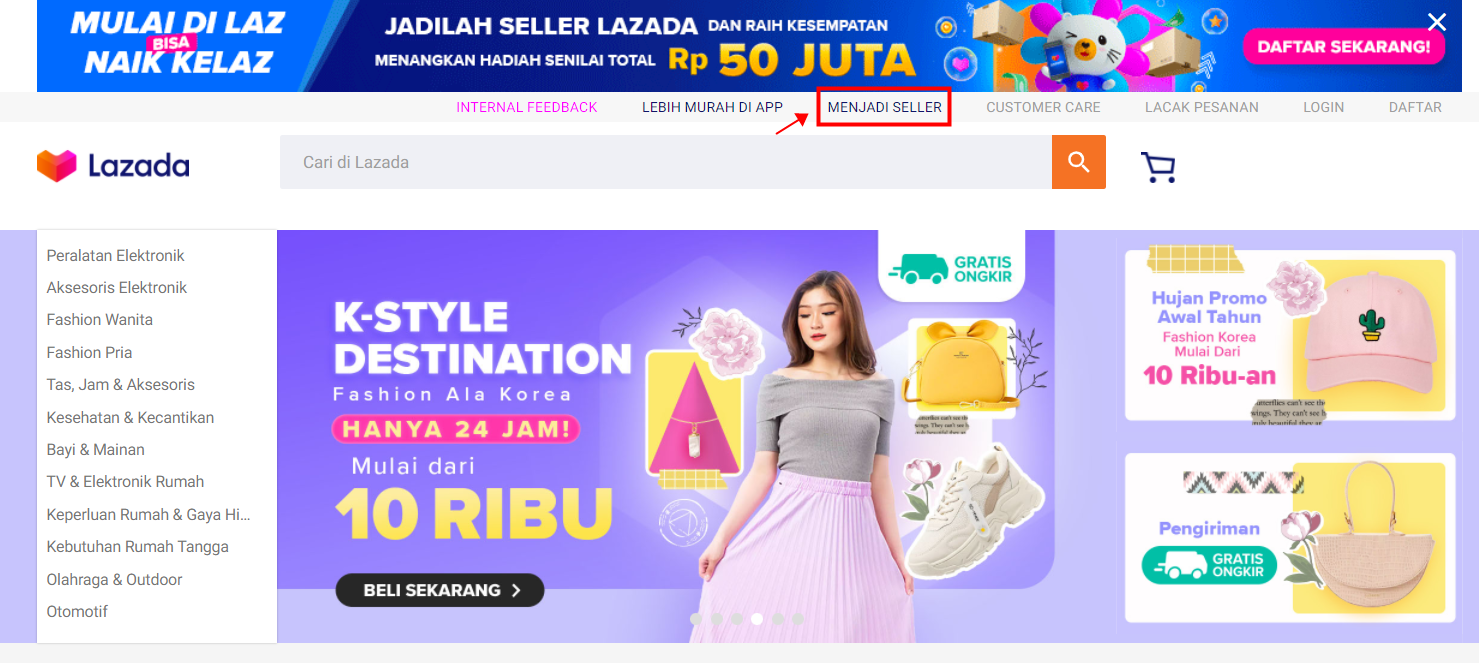 MULAI DI LAZ
BISA
NAIK KELAZ
JADILAH SELLER LAZADA DAN RAIH KESEMPATAN
MENANGKAN HADIAH SENILAI TOTAL Rp 50 JUTA
DAFTAR SEKARANG!
INTERNAL FEEDBACK
LEBIH MURAH DI APP
MENJADI SELLER
CUSTOMER CARE
LACAK PESANAN
LOGIN
DAFTAR
Lazada
Cari di Lazada
Peralatan Elektronik
Aksesoris Elektronik
Fashion Wanita
Fashion Pria
Tas, Jam & Aksesoris
Kesehatan & Kecantikan
Bayi & Mainan
TV & Elektronik Rumah
Keperluan Rumah & Gaya Hi...
Kebutuhan Rumah Tangga
Olahraga & Outdoor
Otomotif
K-STYLE
DESTINATION
Fashion Ala Korea
HANYA 24 JAM!
Mulai dari
10 RIBU
BELI SEKARANG
GRATIS
ONGKIR
Hujan Promo
Awal Tahun
Fashion Korea
Mulai Dari
10 Ribu-an
Pengiriman
GRATIS
ONGKIR